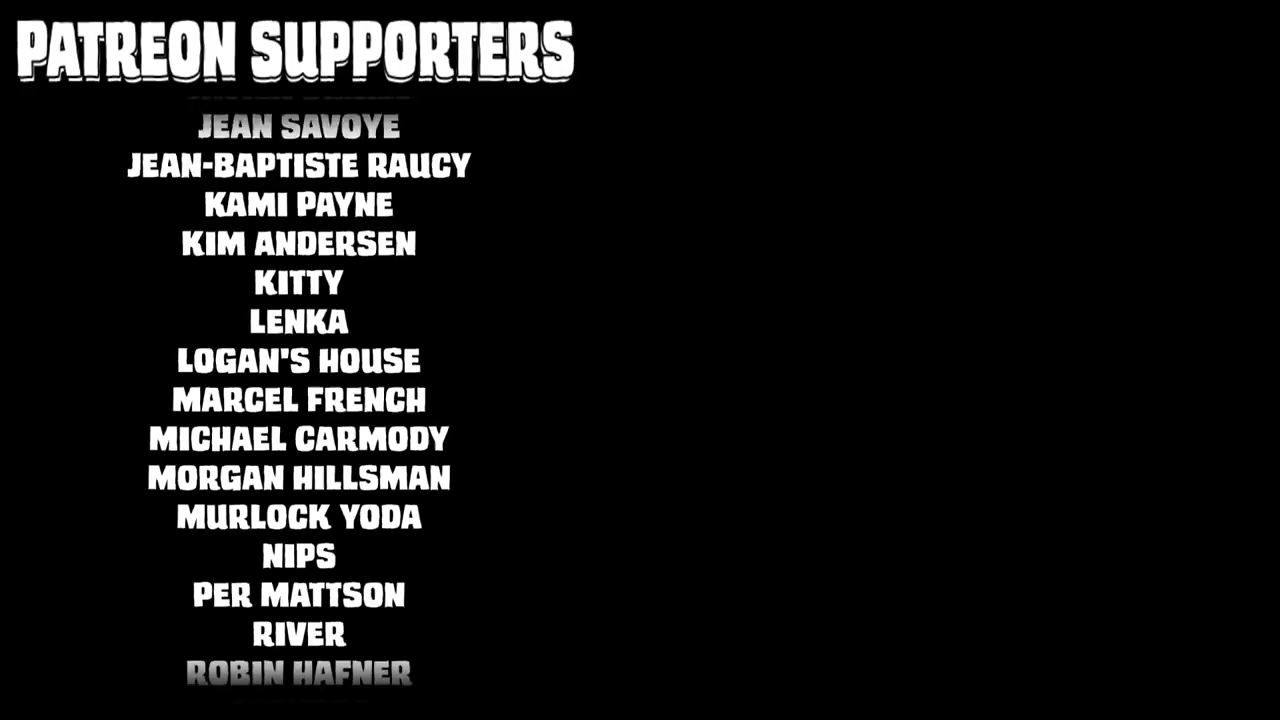 PATREON SUPPORTERS
JEAN SAVOYE
JEAN-BAPTISTE RAUCY
KAMI PAYNE
KIM ANDERSEN
KITTY
LENKA
LOGAN'S HOUSE
MARCEL FRENCH
MICHAEL CARMODY
MORGAN HILLSMAN
MURLOCK YODA
NIPS
PER MATTSON
RIVER
ROBIN HAFNER